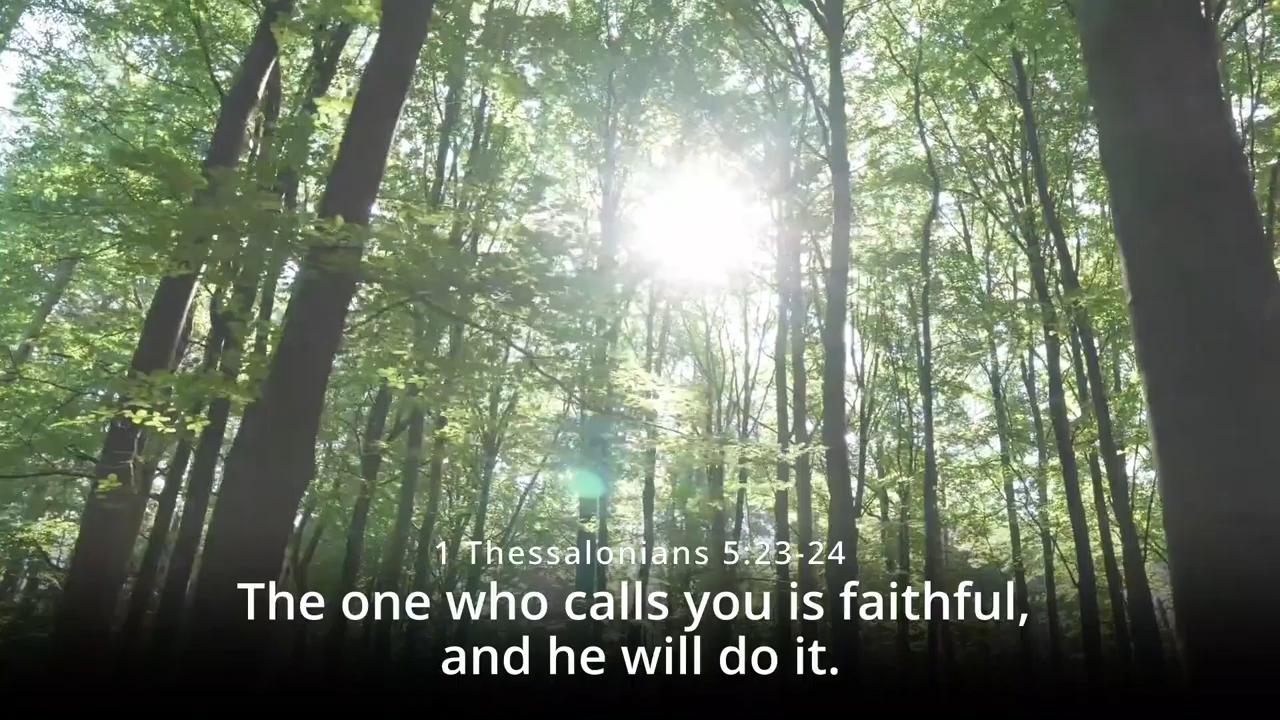 1 Thessalonians 5:23-24
The one who calls you is faithful,
and he will do it.